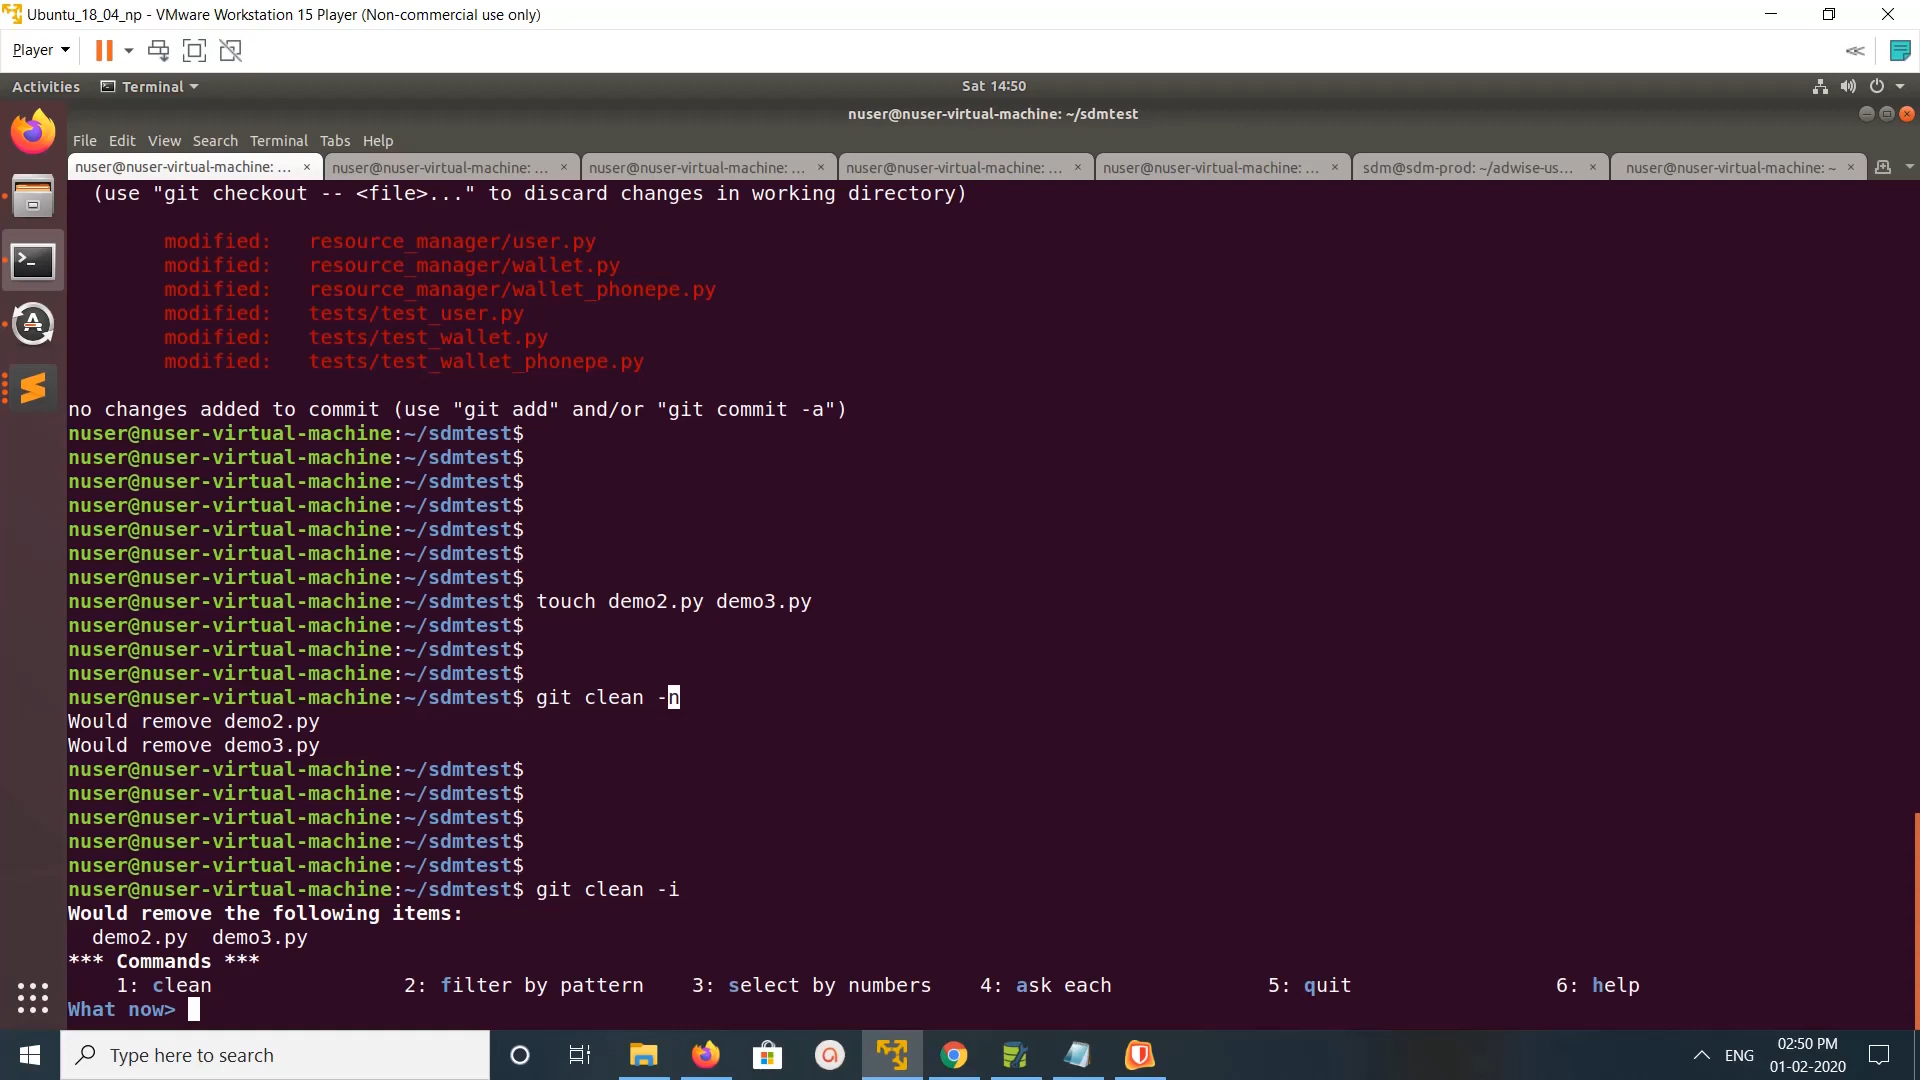 Ubuntu_18_04_np - VMware Workstation 15 Player (Non-commercial use only)
Player
Activities
Terminal
Sat 14:50
nuser@nuser-virtual-machine: ~/sdmtest
File Edit View Search Terminal Tabs Help
nuser@nuser-virtual-machine: ... × nuser@nuser-virtual-machine: ... × nuser@nuser-virtual-machine: ... × nuser@nuser-virtual-machine: ... × nuser@nuser-virtual-machine: ... × sdm@sdm-prod: ~/adwise-us... × nuser@nuser-virtual-machine: ~ ×
(use "git checkout -- <file>..." to discard changes in working directory)
modified: resource_manager/user.py
modified: resource_manager/wallet.py
modified: resource_manager/wallet_phonepe.py
modified: tests/test_user.py
modified: tests/test_wallet.py
modified: tests/test_wallet_phonepe.py
no changes added to commit (use "git add" and/or "git commit -a")
nuser@nuser-virtual-machine:~/sdmtest$
nuser@nuser-virtual-machine:~/sdmtest$
nuser@nuser-virtual-machine:~/sdmtest$
nuser@nuser-virtual-machine:~/sdmtest$
nuser@nuser-virtual-machine:~/sdmtest$
nuser@nuser-virtual-machine:~/sdmtest$
nuser@nuser-virtual-machine:~/sdmtest$
nuser@nuser-virtual-machine:~/sdmtest$ touch demo2.py demo3.py
nuser@nuser-virtual-machine:~/sdmtest$
nuser@nuser-virtual-machine:~/sdmtest$
nuser@nuser-virtual-machine:~/sdmtest$
nuser@nuser-virtual-machine:~/sdmtest$ git clean -n
Would remove demo2.py
Would remove demo3.py
nuser@nuser-virtual-machine:~/sdmtest$
nuser@nuser-virtual-machine:~/sdmtest$
nuser@nuser-virtual-machine:~/sdmtest$
nuser@nuser-virtual-machine:~/sdmtest$
nuser@nuser-virtual-machine:~/sdmtest$
nuser@nuser-virtual-machine:~/sdmtest$ git clean -i
Would remove the following items:
demo2.py demo3.py
*** Commands ***
1: clean 2: filter by pattern 3: select by numbers 4: ask each 5: quit 6: help
What now>
Type here to search
ENG
02:50 PM
01-02-2020